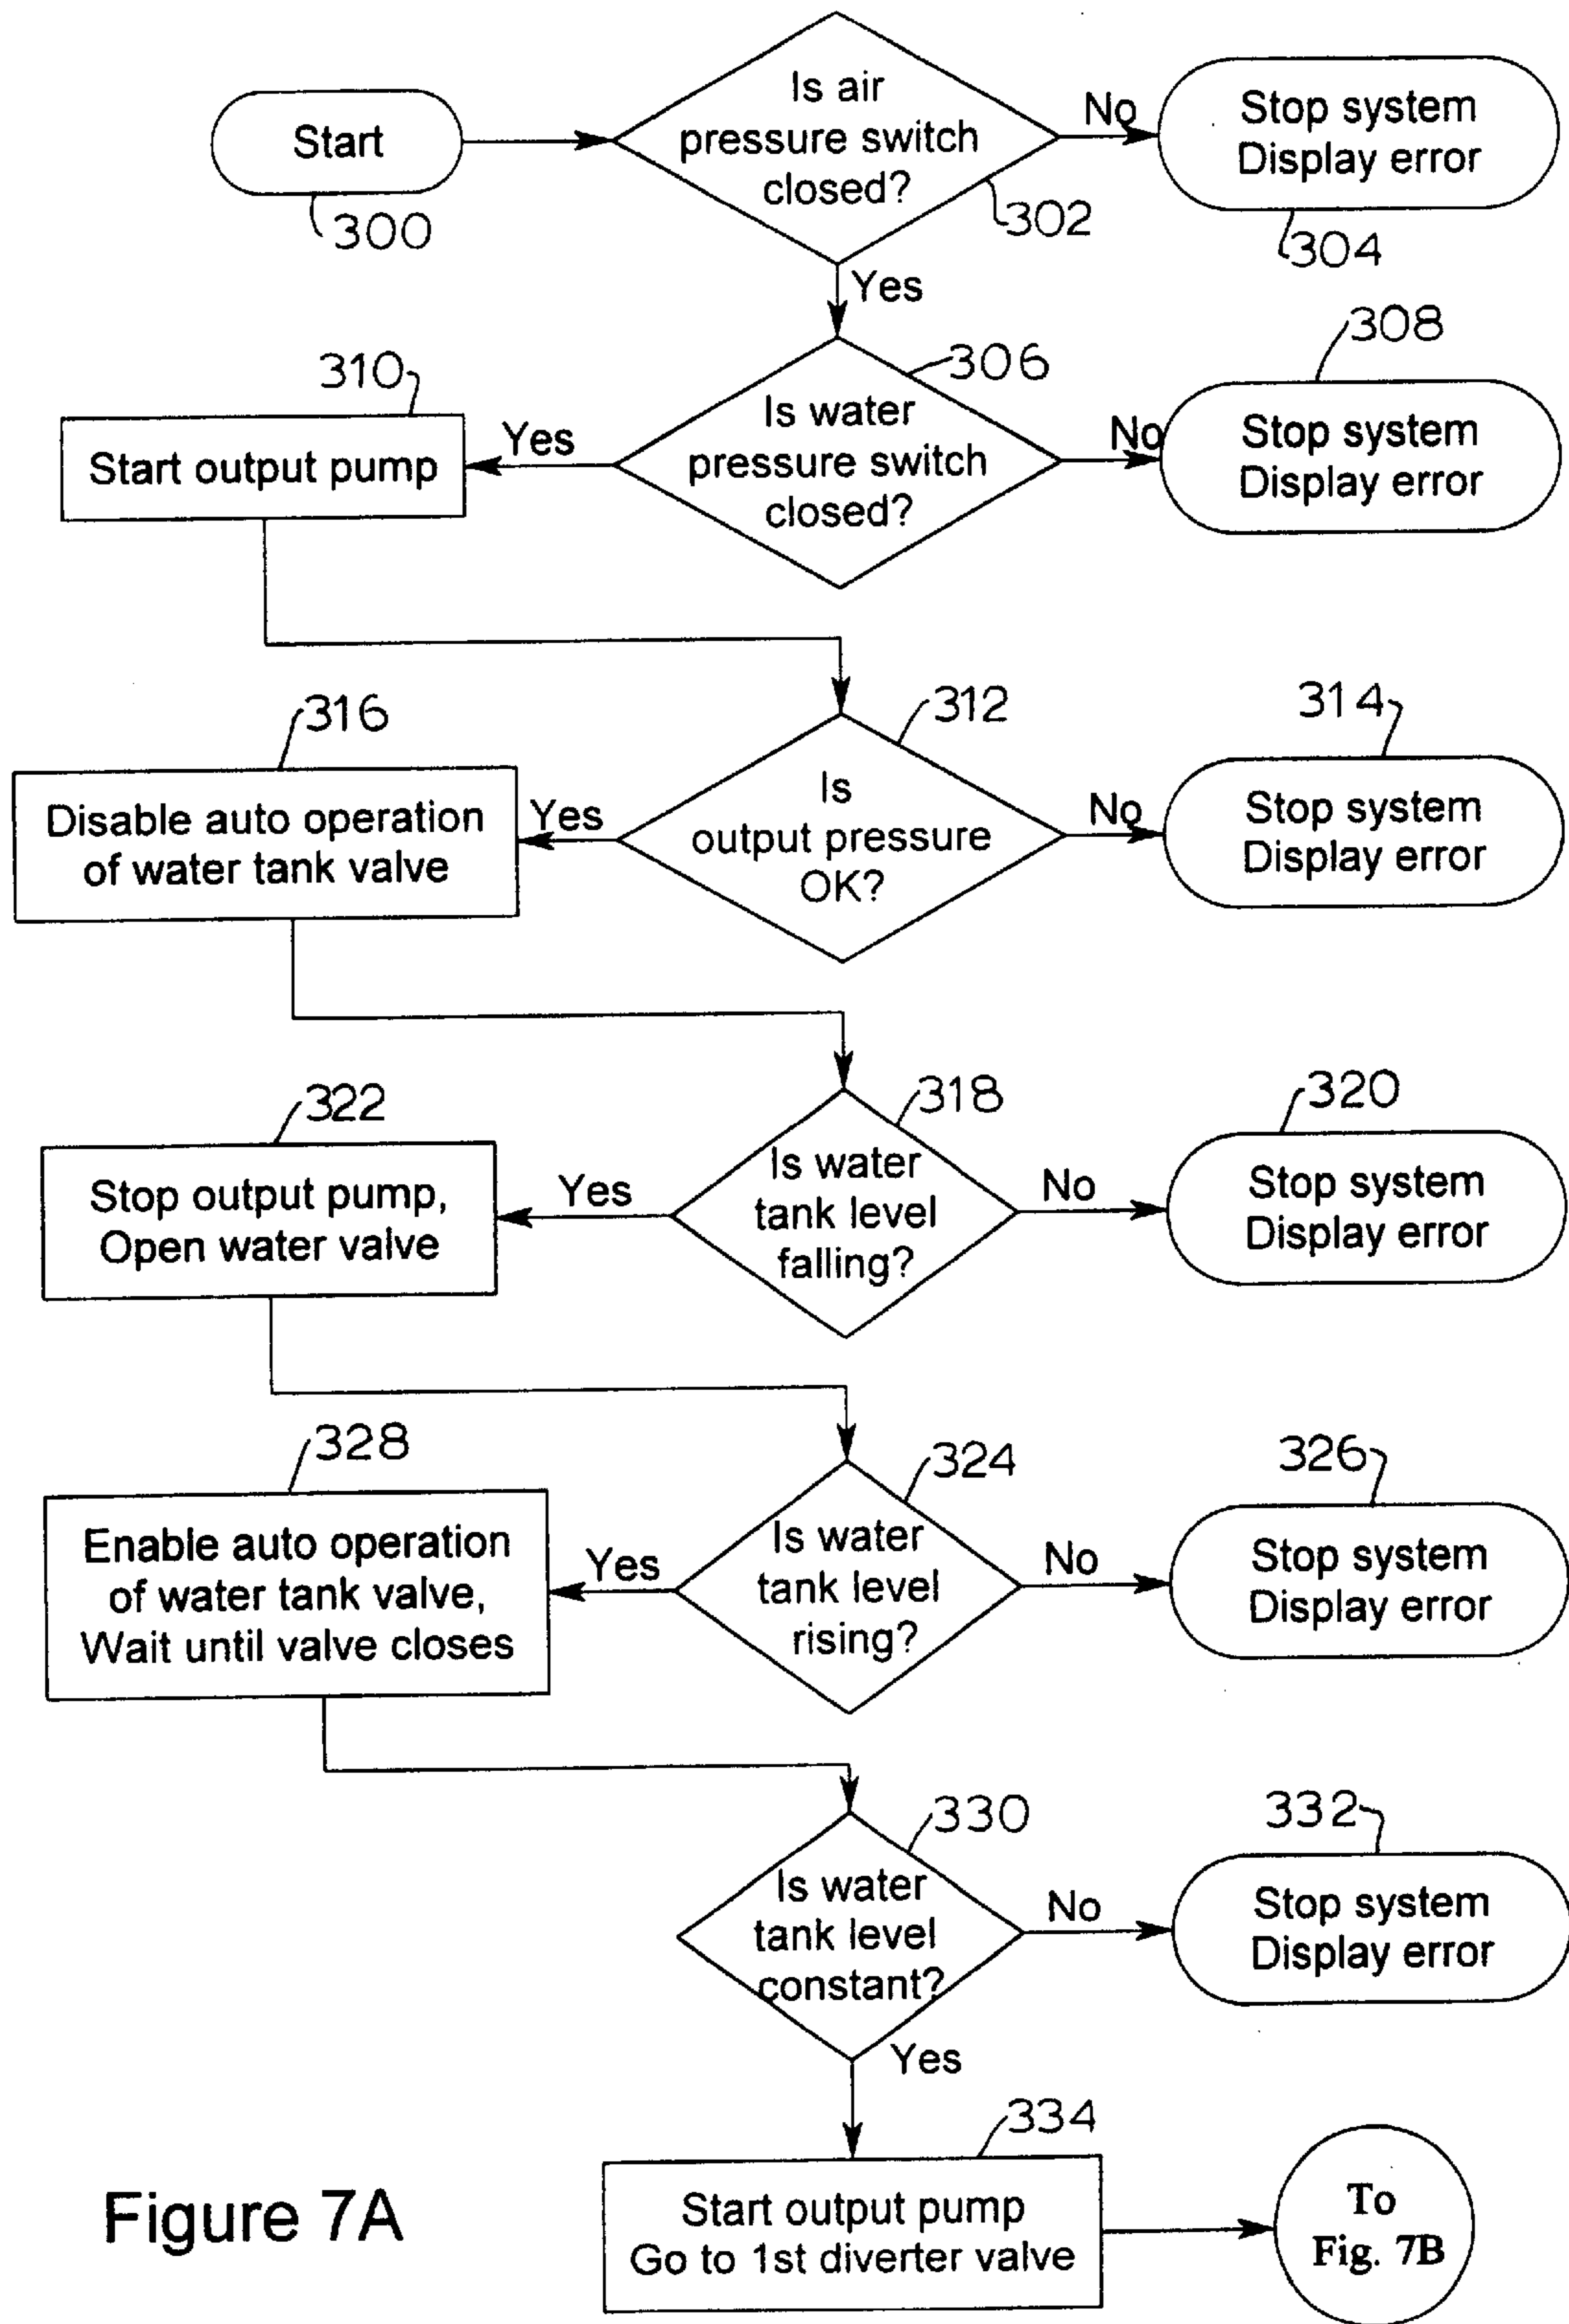 Start
300
Is air
pressure switch
closed?
302
No
Stop system
Display error
304
Yes
306
Is water
pressure switch
closed?
No
308
Stop system
Display error
Yes
310
Start output pump
312
Is
output pressure
OK?
No
314
Stop system
Display error
Yes
316
Disable auto operation
of water tank valve
318
Is water
tank level
falling?
No
320
Stop system
Display error
Yes
322
Stop output pump,
Open water valve
324
Is water
tank level
rising?
No
326
Stop system
Display error
Yes
328
Enable auto operation
of water tank valve,
Wait until valve closes
330
Is water
tank level
constant?
No
332
Stop system
Display error
Yes
334
Start output pump
Go to 1st diverter valve
To
Fig. 7B
Figure 7A